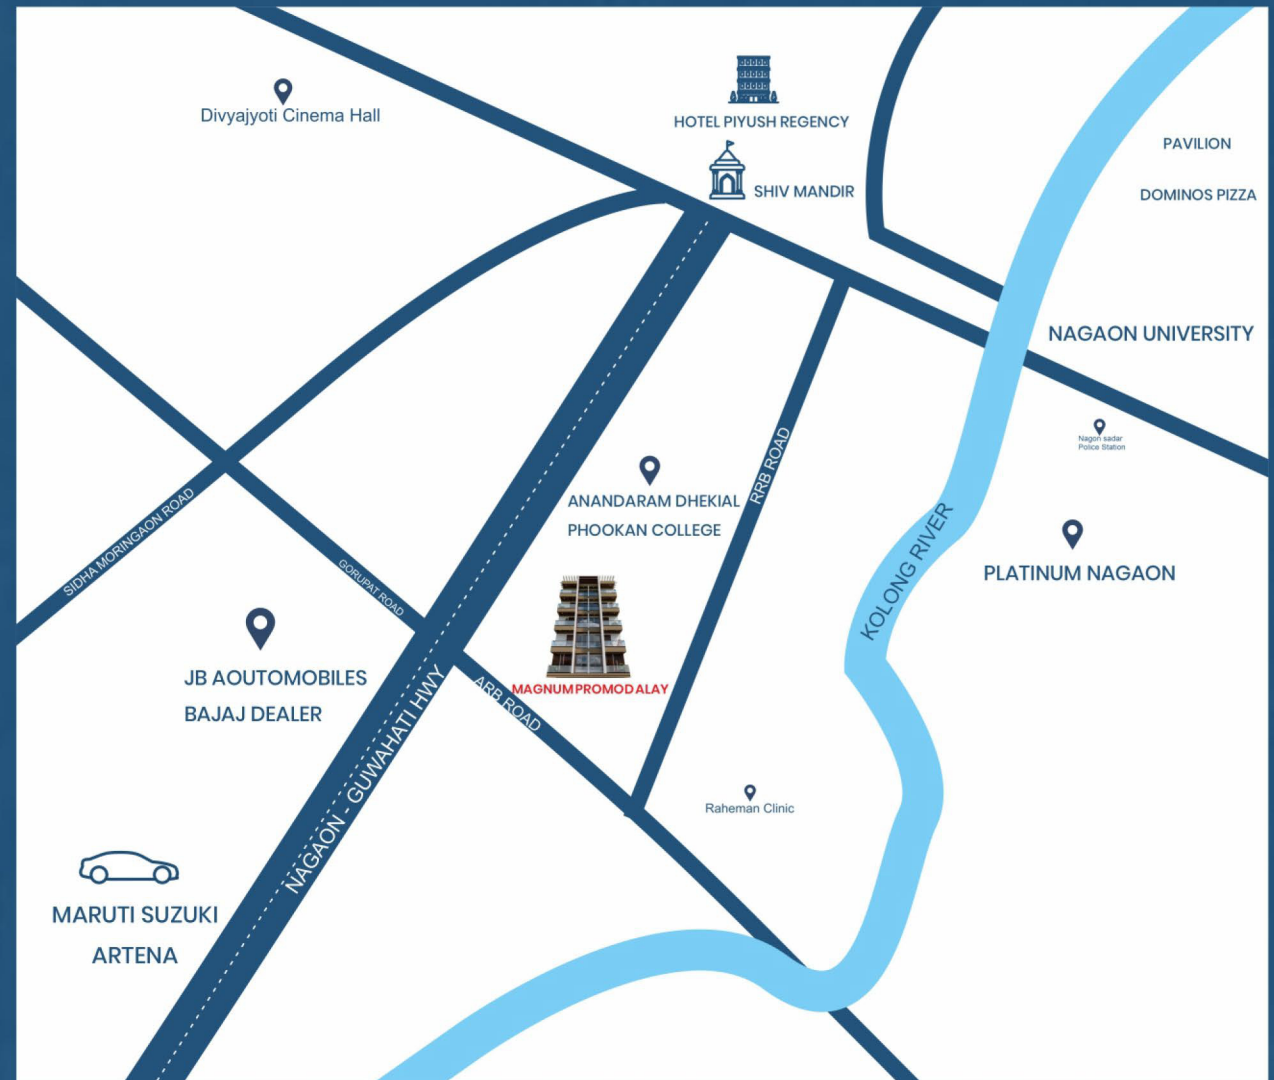 Divyajyoti Cinema Hall
HOTEL PIYUSH REGENCY
SHIV MANDIR
PAVILION
DOMINOS PIZZA
NAGAON UNIVERSITY
Nagon sadar
Police Station
RRB ROAD
ANANDARAM DHEKIAL
PHOOKAN COLLEGE
SIDHA MORINGAON ROAD
GORUPAT ROAD
KOLONG RIVER
PLATINUM NAGAON
JB AOUTOMOBILES
BAJAJ DEALER
MAGNUM PROMOD ALAY
ARB ROAD
NAGAON - GUWAHATI HWY
Raheman Clinic
MARUTI SUZUKI
ARTENA